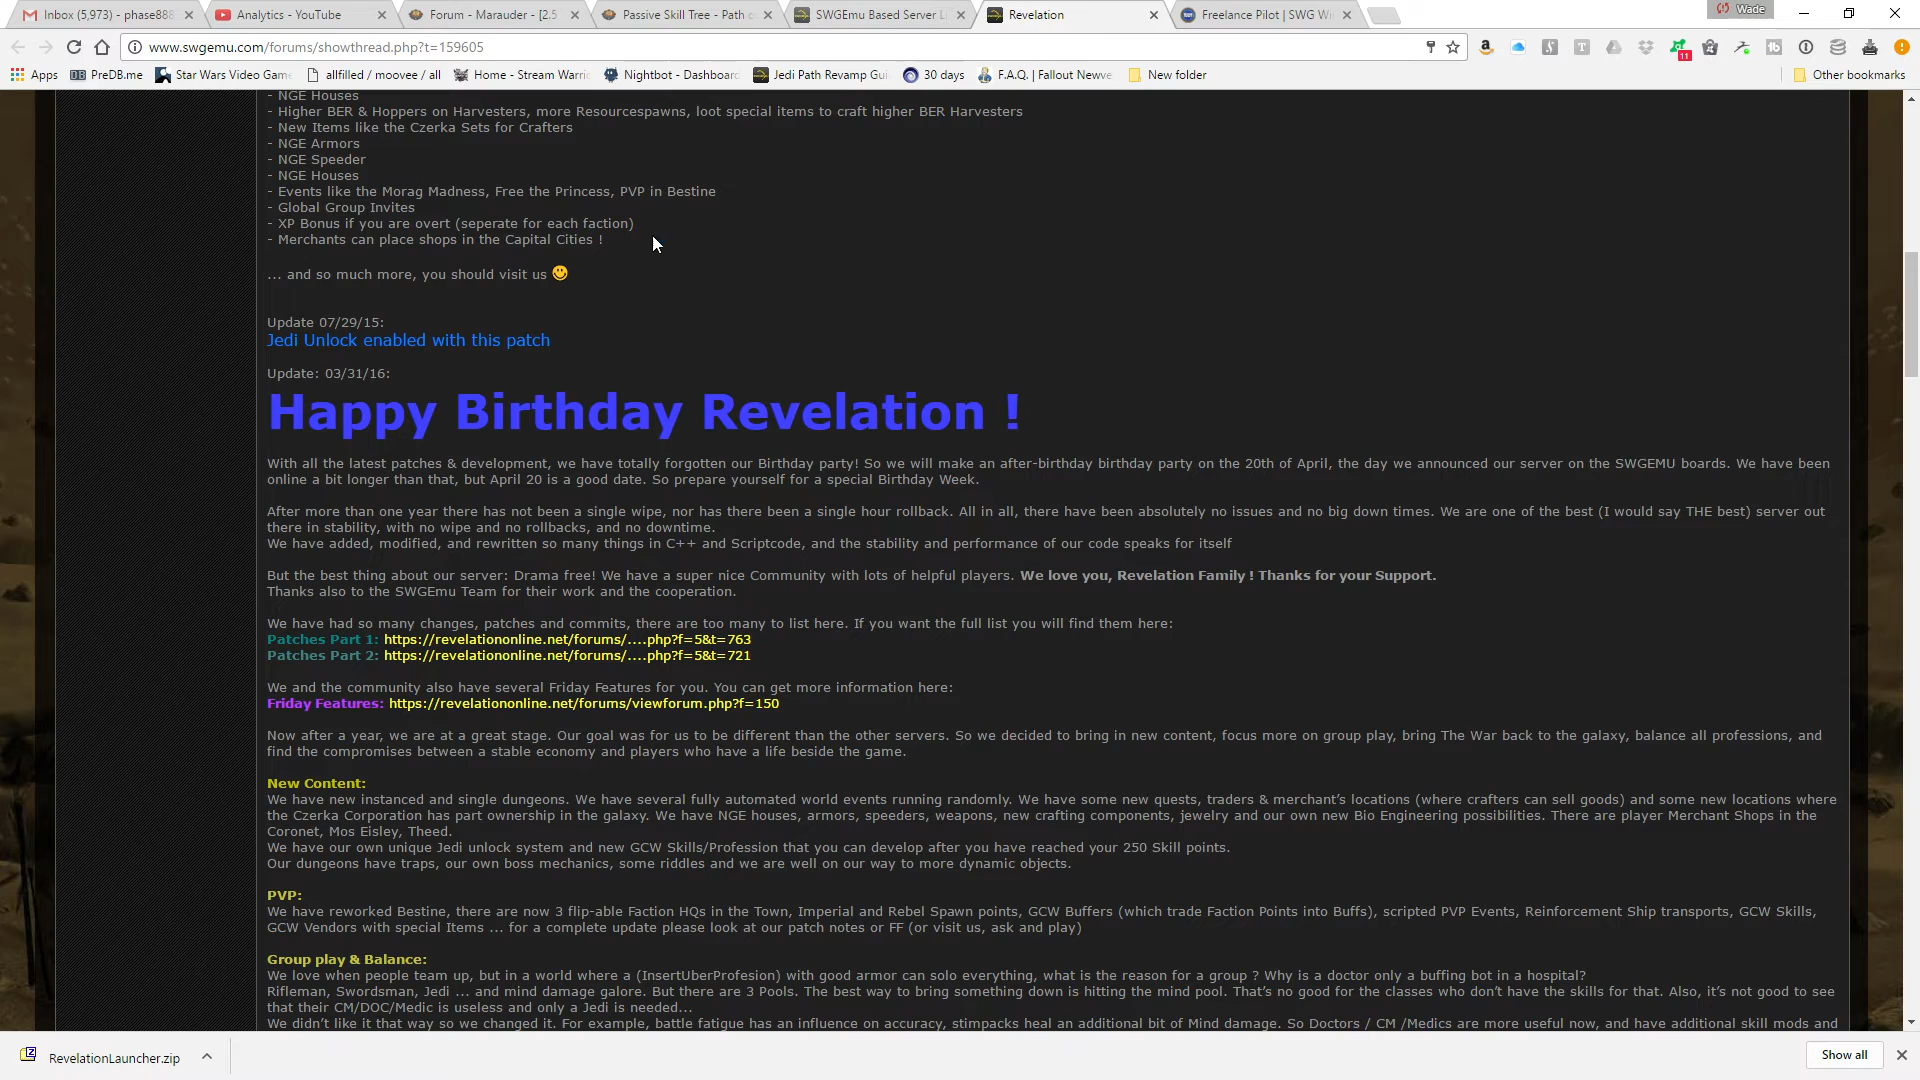 Inbox (5,973) - phase888
Analytics - YouTube
Forum - Marauder - [2.5
Passive Skill Tree - Path o
SWGEmu Based Server L
Revelation
Freelance Pilot | SWG Wi
Wade
www.swgemu.com/forums/showthread.php?t=159605
11
Apps
PreDB.me
Star Wars Video Game
allfilled / moovee / all
Home - Stream Warri
Nightbot - Dashboard
Jedi Path Revamp Gui
30 days
F.A.Q. | Fallout Newve
New folder
Other bookmarks
- NGE Houses
- Higher BER & Hoppers on Harvesters, more Resourcespawns, loot special items to craft higher BER Harvesters
- New Items like the Czerka Sets for Crafters
- NGE Armors
- NGE Speeder
- NGE Houses
- Events like the Morag Madness, Free the Princess, PVP in Bestine
- Global Group Invites
- XP Bonus if you are overt (seperate for each faction)
- Merchants can place shops in the Capital Cities !
... and so much more, you should visit us
Update 07/29/15:
Jedi Unlock enabled with this patch
Update: 03/31/16:
Happy Birthday Revelation !
With all the latest patches & development, we have totally forgotten our Birthday party! So we will make an after-birthday birthday party on the 20th of April, the day we announced our server on the SWGEMU boards. We have been
online a bit longer than that, but April 20 is a good date. So prepare yourself for a special Birthday Week.
After more than one year there has not been a single wipe, nor has there been a single hour rollback. All in all, there have been absolutely no issues and no big down times. We are one of the best (I would say THE best) server out
there in stability, with no wipe and no rollbacks, and no downtime.
We have added, modified, and rewritten so many things in C++ and Scriptcode, and the stability and performance of our code speaks for itself
But the best thing about our server: Drama free! We have a super nice Community with lots of helpful players. We love you, Revelation Family ! Thanks for your Support.
Thanks also to the SWGEmu Team for their work and the cooperation.
We have had so many changes, patches and commits, there are too many to list here. If you want the full list you will find them here:
Patches Part 1: https://revelationonline.net/forums/....php?f=5&t=763
Patches Part 2: https://revelationonline.net/forums/....php?f=5&t=721
We and the community also have several Friday Features for you. You can get more information here:
Friday Features: https://revelationonline.net/forums/viewforum.php?f=150
Now after a year, we are at a great stage. Our goal was for us to be different than the other servers. So we decided to bring in new content, focus more on group play, bring The War back to the galaxy, balance all professions, and
find the compromises between a stable economy and players who have a life beside the game.
New Content:
We have new instanced and single dungeons. We have several fully automated world events running randomly. We have some new quests, traders & merchant's locations (where crafters can sell goods) and some new locations where
the Czerka Corporation has part ownership in the galaxy. We have NGE houses, armors, speeders, weapons, new crafting components, jewelry and our own new Bio Engineering possibilities. There are player Merchant Shops in the
Coronet, Mos Eisley, Theed.
We have our own unique Jedi unlock system and new GCW Skills/Profession that you can develop after you have reached your 250 Skill points.
Our dungeons have traps, our own boss mechanics, some riddles and we are well on our way to more dynamic objects.
PVP:
We have reworked Bestine, there are now 3 flip-able Faction HQs in the Town, Imperial and Rebel Spawn points, GCW Buffers (which trade Faction Points into Buffs), scripted PVP Events, Reinforcement Ship transports, GCW Skills,
GCW Vendors with special Items ... for a complete update please look at our patch notes or FF (or visit us, ask and play)
Group play & Balance:
We love when people team up, but in a world where a (InsertUberProfesion) with good armor can solo everything, what is the reason for a group ? Why is a doctor only a buffing bot in a hospital?
Rifleman, Swordsman, Jedi ... and mind damage galore. But there are 3 Pools. The best way to bring something down is hitting the mind pool. That's no good for the classes who don't have the skills for that. Also, it's not good to see
that their CM/DOC/Medic is useless and only a Jedi is needed...
We didn't like it that way so we changed it. For example, battle fatigue has an influence on accuracy, stimpacks heal an additional bit of Mind damage. So Doctors / CM /Medics are more useful now, and have additional skill mods and
RevelationLauncher.zip
Show all